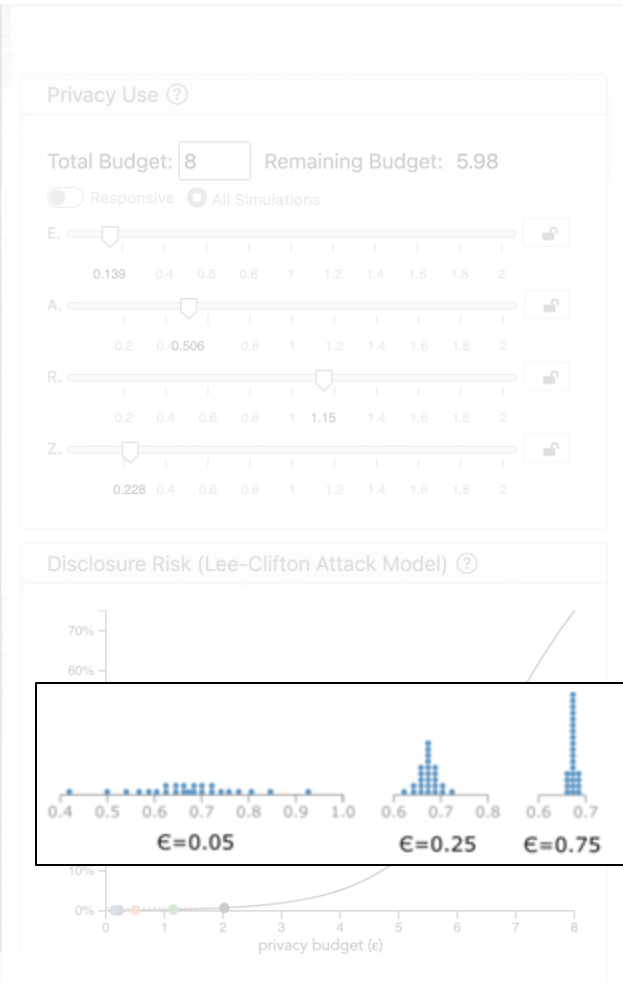 Privacy Use ?
Total Budget: 8 Remaining Budget: 5.98
Responsive All Simulations
E.
0.139 0.4 0.6 0.8 1 1.2 1.4 1.6 1.8 2
A.
0.2 0.506 0.8 1 1.2 1.4 1.6 1.8 2
R.
0.2 0.4 0.6 0.8 1 1.15 1.4 1.6 1.8 2
Z.
0.228 0.4 0.6 0.8 1 1.2 1.4 1.6 1.8 2
Disclosure Risk (Lee-Clifton Attack Model) ?
70%
60%
0.4 0.5 0.6 0.7 0.8 0.9 1.0 0.6 0.7 0.8 0.6 0.7
Є=0.05 Є=0.25 Є=0.75
10%
0%
0 1 2 3 4 5 6 7 8
privacy budget (ε)